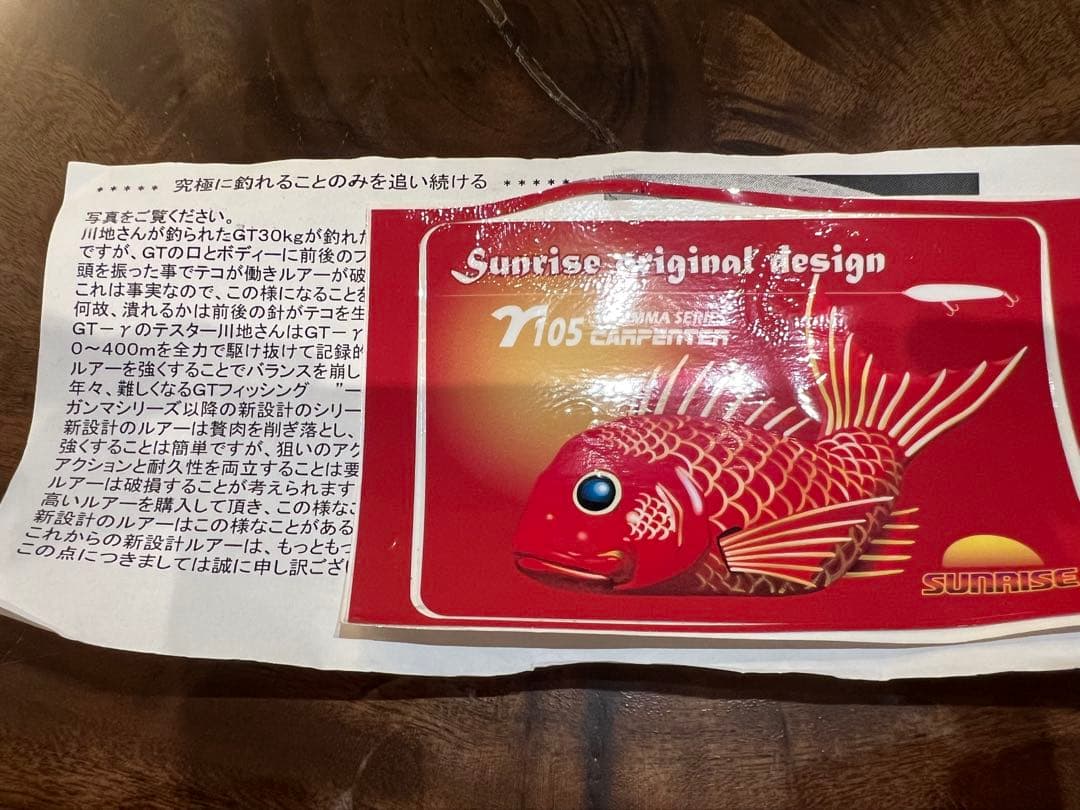 ***** 究極に釣れることのみを追い続ける *****
写真をご覧ください。
川地さんが釣られたGT30kgが釣れた
ですが、GTの口とボディーに前後のフ
頭を振った事でテコが働きルアーが破
これは事実なので、この様になることを
何故、潰れるかは前後の針がテコを生
GT-γのテスター川地さんはGT-γ
0～400mを全力で駆け抜けて記録的
ルアーを強くすることでバランスを崩し
年々、難しくなるGTフィッシング ”一
ガンマシリーズ以降の新設計のシリー
新設計のルアーは贅肉を削ぎ落とし、
強くすることは簡単ですが、狙いのアク
アクションと耐久性を両立することは要
ルアーは破損することが考えられます
高いルアーを購入して頂き、この様なこ
新設計のルアーはこの様なことがある
これからの新設計ルアーは、もっともっ
この点につきましては誠に申し訳ござい
Sunrise original design
γ105 GAMMA SERIES
CARPENTER
SUNRISE